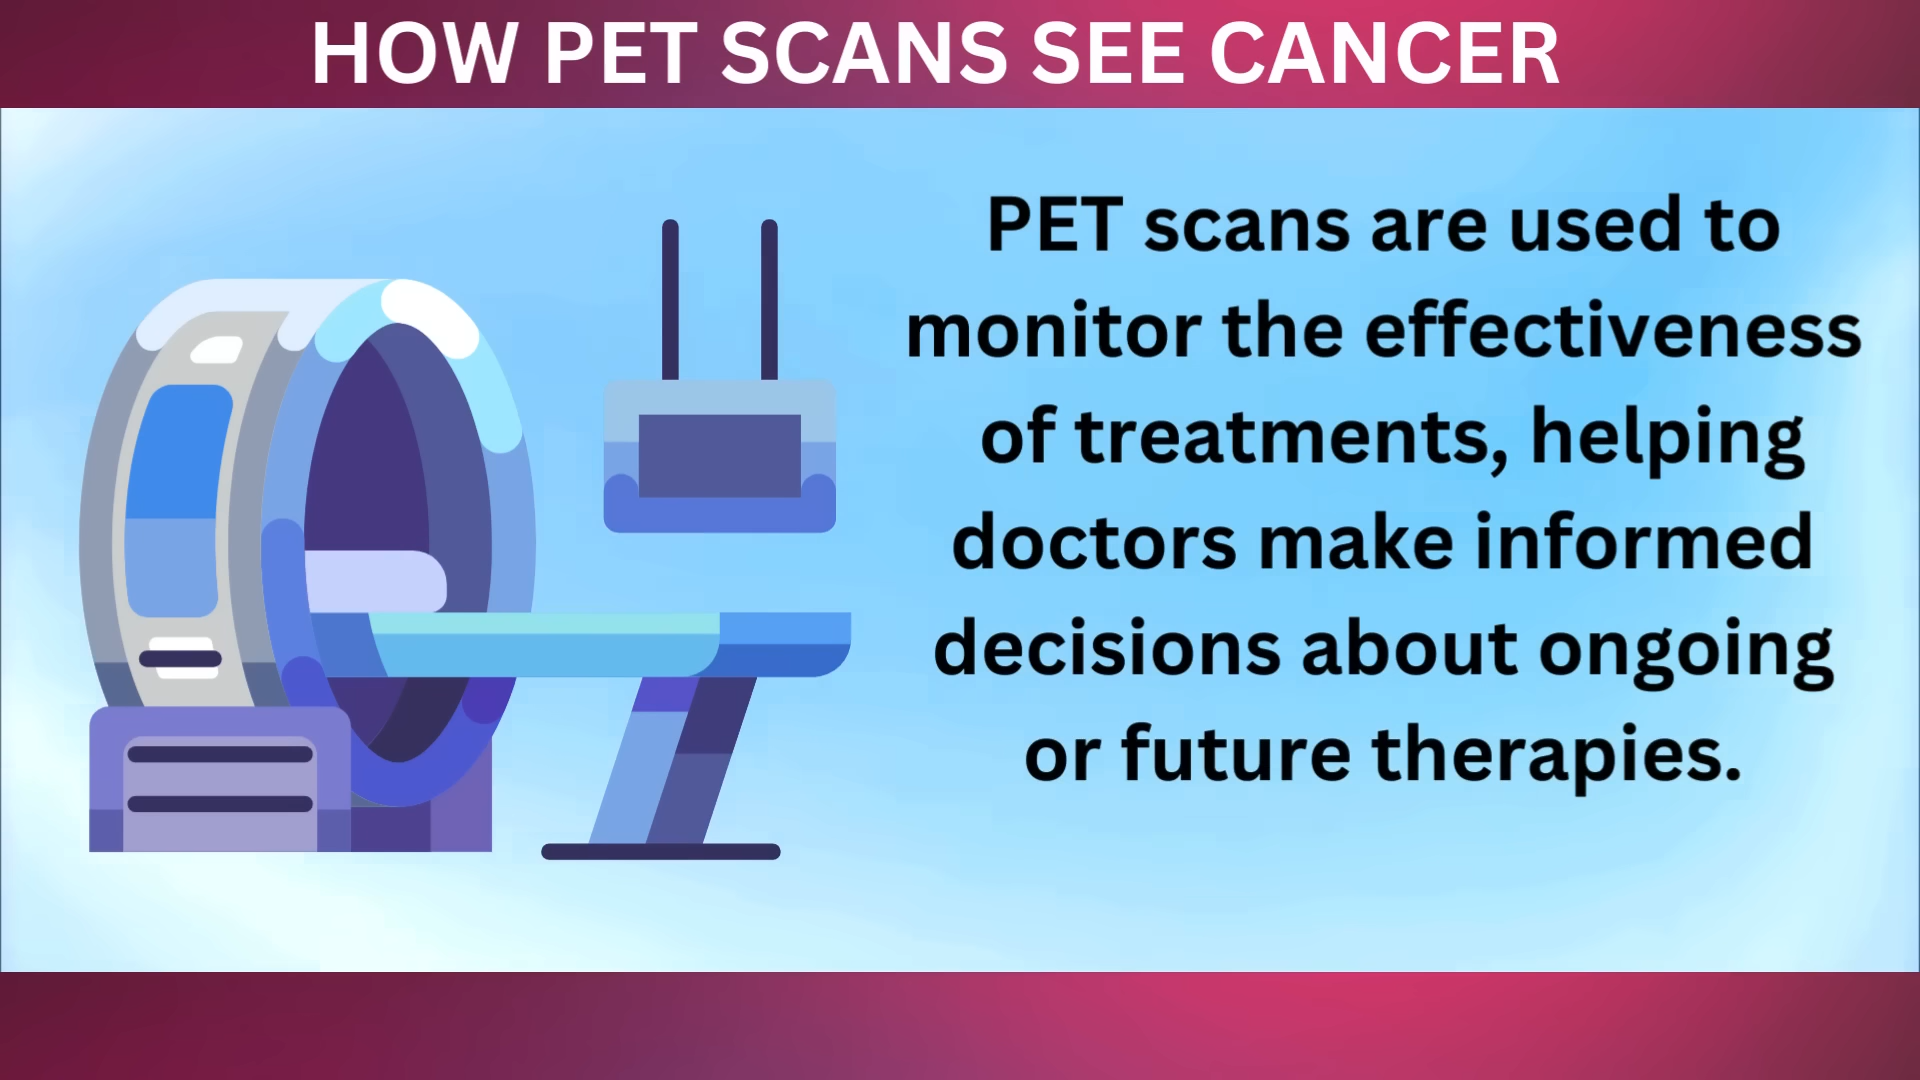 HOW PET SCANS SEE CANCER
PET scans are used to
monitor the effectiveness
of treatments, helping
doctors make informed
decisions about ongoing
or future therapies.